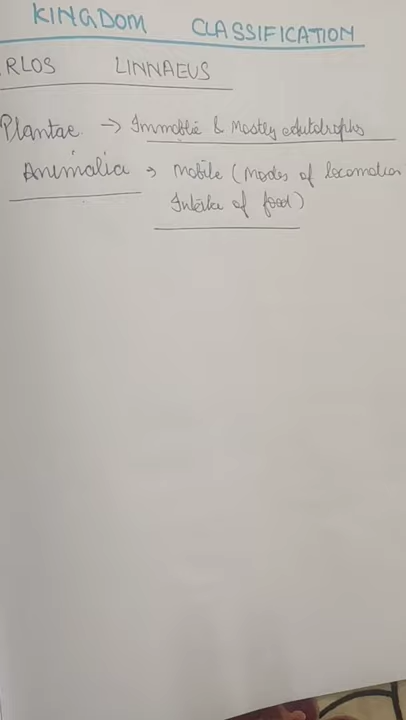 KINGDOM CLASSIFICATION
RLOS LINNAEUS
Plantae → Immobile & Mostly autotrophs
Animalia → Mobile (Modes of locomotion
Intake of food)